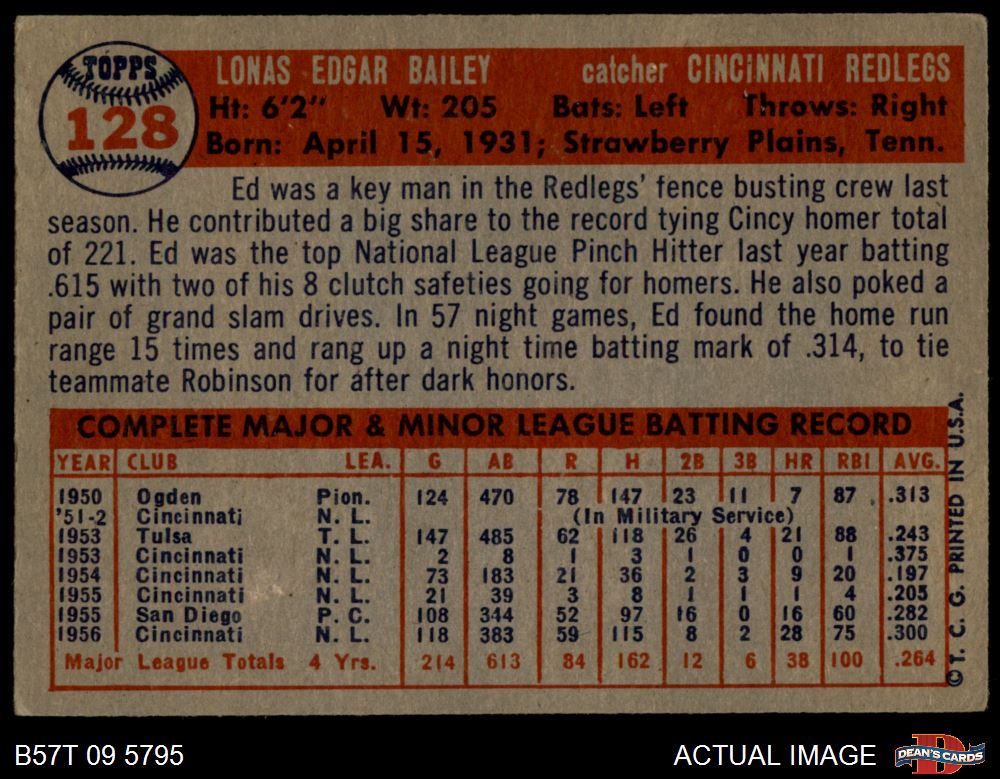 TOPPS
128
LONAS EDGAR BAILEY catcher CINCINNATI REDLEGS
Ht: 6'2" Wt: 205 Bats: Left Throws: Right
Born: April 15, 1931; Strawberry Plains, Tenn.
Ed was a key man in the Redlegs' fence busting crew last
season. He contributed a big share to the record tying Cincy homer total
of 221. Ed was the top National League Pinch Hitter last year batting
.615 with two of his 8 clutch safeties going for homers. He also poked a
pair of grand slam drives. In 57 night games, Ed found the home run
range 15 times and rang up a night time batting mark of .314, to tie
teammate Robinson for after dark honors.
COMPLETE MAJOR & MINOR LEAGUE BATTING RECORD
YEAR CLUB LEA. G AB R H 2B 3B HR RBI AVG.
1950 Ogden Pion. 124 470 78 147 23 11 7 87 .313
'51-2 Cincinnati N. L. (In Military Service)
1953 Tulsa T. L. 147 485 62 118 26 4 21 88 .243
1953 Cincinnati N. L. 2 8 1 3 1 0 0 1 .375
1954 Cincinnati N. L. 73 183 21 36 2 3 9 20 .197
1955 Cincinnati N. L. 21 39 3 8 1 1 1 4 .205
1955 San Diego P. C. 108 344 52 97 16 0 16 60 .282
1956 Cincinnati N. L. 118 383 59 115 8 2 28 75 .300
Major League Totals 4 Yrs. 214 613 84 162 12 6 38 100 .264
©T. C. G. PRINTED IN U.S.A.
B57T 09 5795 ACTUAL IMAGE DEAN'S CARDS